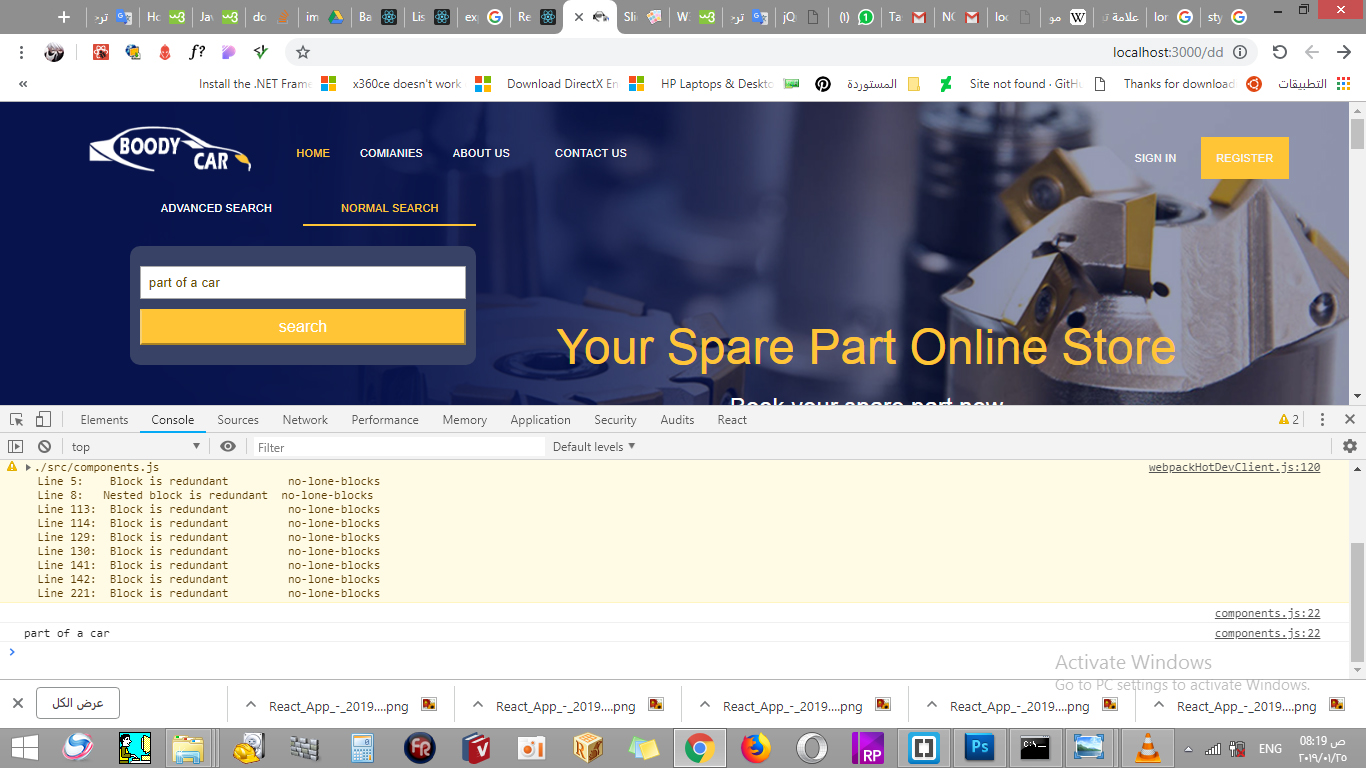 تر
Ho
Ja
do
im
Ba
Lis
ex
Re
Sli
W
تر
jQ
(١)
Ta
N
lo
مو
علامة
lor
sty
localhost:3000/dd
Install the .NET Frame
x360ce doesn't work
Download DirectX En
HP Laptops & Deskto
المستوردة
Site not found · GitHu
Thanks for download
التطبيقات
BOODY CAR
HOME
COMIANIES
ABOUT US
CONTACT US
SIGN IN
REGISTER
ADVANCED SEARCH
NORMAL SEARCH
part of a car
search
Your Spare Part Online Store
Book your spare part now
Elements
Console
Sources
Network
Performance
Memory
Application
Security
Audits
React
2
top
Filter
Default levels
./src/components.js
webpackHotDevClient.js:120
Line 5: Block is redundant no-lone-blocks
Line 8: Nested block is redundant no-lone-blocks
Line 113: Block is redundant no-lone-blocks
Line 114: Block is redundant no-lone-blocks
Line 129: Block is redundant no-lone-blocks
Line 130: Block is redundant no-lone-blocks
Line 141: Block is redundant no-lone-blocks
Line 142: Block is redundant no-lone-blocks
Line 221: Block is redundant no-lone-blocks
components.js:22
part of a car
components.js:22
Activate Windows
Go to PC settings to activate Windows.
عرض الكل
React_App_-_2019....png
React_App_-_2019....png
React_App_-_2019....png
React_App_-_2019....png
React_App_-_2019....png
ENG
08:19 ص
٢٠١٩/٠١/٢٥